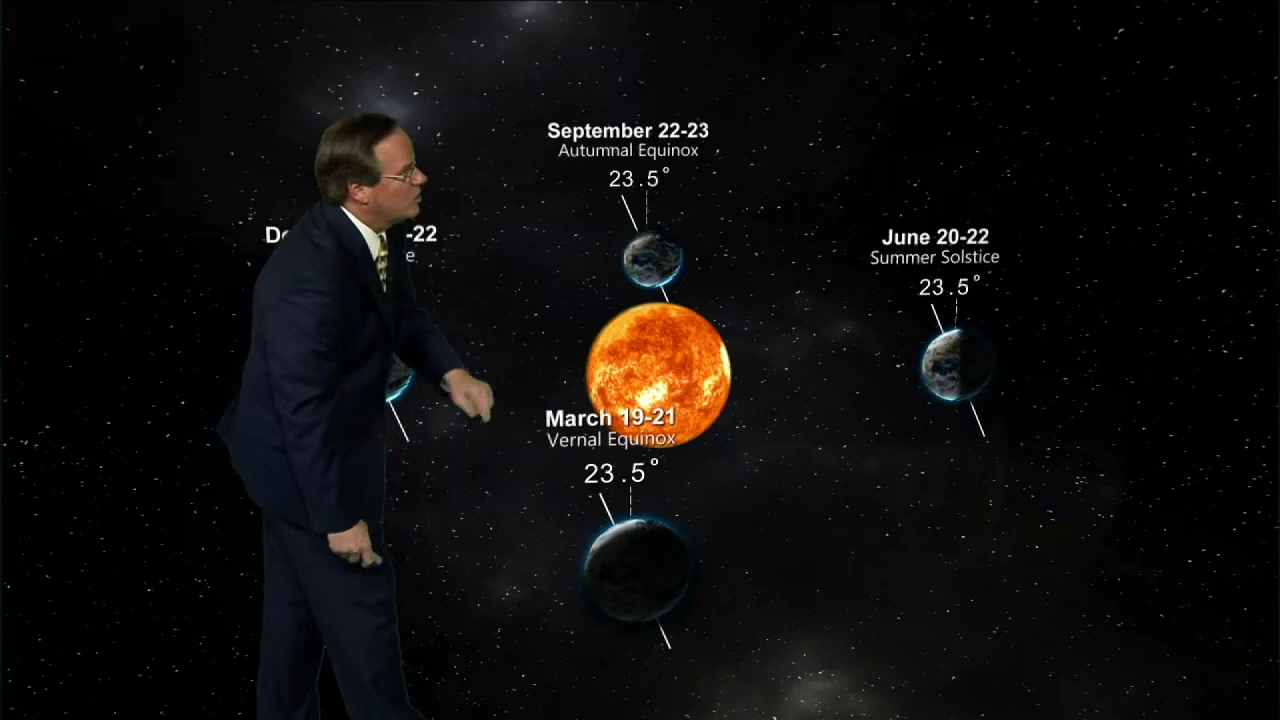 September 22-23
Autumnal Equinox
23.5°
-22
June 20-22
Summer Solstice
23.5°
March 19-21
Vernal Equinox
23.5°